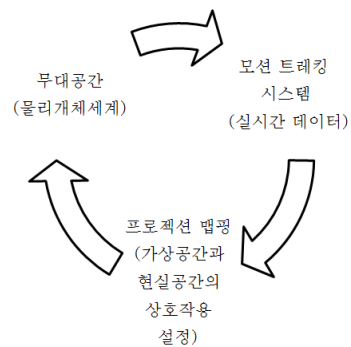 무대공간
(물리개체세계)
모션 트레킹
시스템
(실시간 데이터)
프로젝션 맵핑
(가상공간과
현실공간의
상호작용
설정)